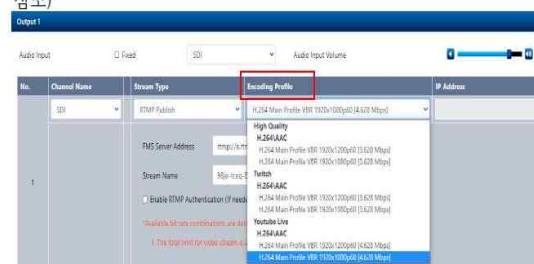 참조)
Output 1
Audio Input Fixed SDI Audio Input Volume
No. Channel Name Stream Type Encoding Profile IP Address
SDI RTMP Publish H.264 Main Profile VBR 1920x1080p60 [4.628 Mbps]
High Quality
H.264\AAC
FMS Server Address
H.264 Main Profile VBR 1920x1200p60 [3.628 Mbps]
H.264 Main Profile VBR 1920x1080p60 [3.628 Mbps]
Stream Name
Twitch
H.264\AAC
1
Enable RTMP Authentication (If
H.264 Main Profile VBR 1920x1200p60 [3.628 Mbps]
H.264 Main Profile VBR 1920x1080p60 [3.628 Mbps]
*Available bit rate combinations are
Youtube Live
H.264\AAC
1. The total limit for video stream is
H.264 Main Profile VBR 1920x1200p60 [4.628 Mbps]
H.264 Main Profile VBR 1920x1080p60 [4.628 Mbps]